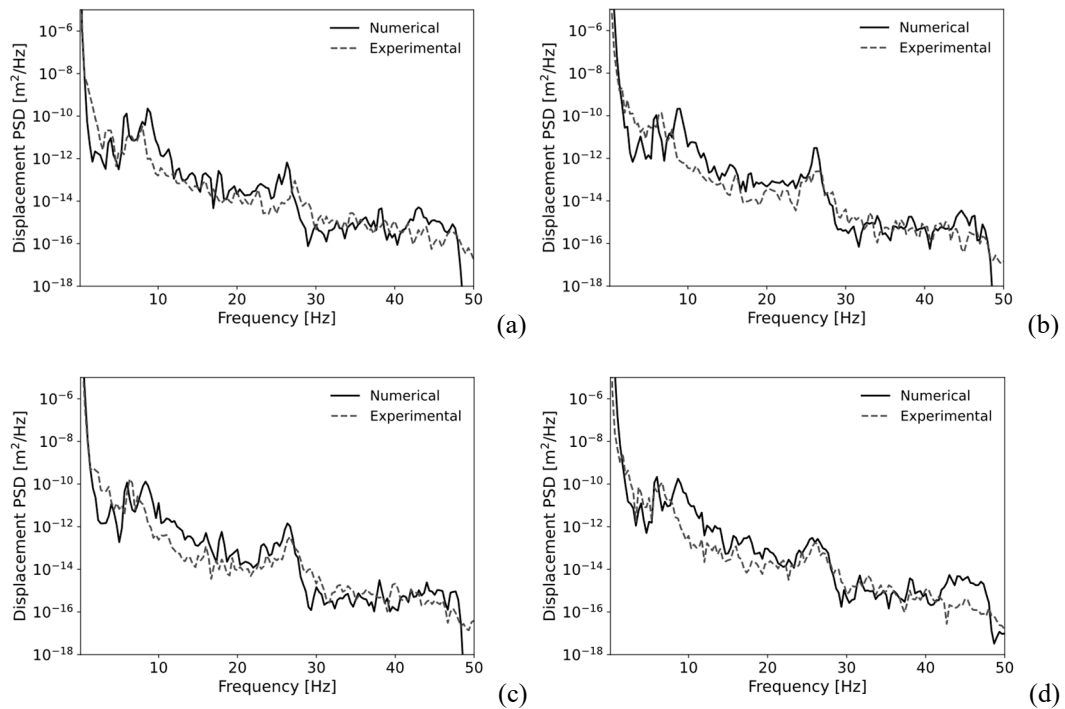 Displacement PSD [m²/Hz]
10⁻⁶
10⁻⁸
10⁻¹⁰
10⁻¹²
10⁻¹⁴
10⁻¹⁶
10⁻¹⁸
Numerical
Experimental
10 20 30 40 50
Frequency [Hz]
(a)
Displacement PSD [m²/Hz]
10⁻⁶
10⁻⁸
10⁻¹⁰
10⁻¹²
10⁻¹⁴
10⁻¹⁶
10⁻¹⁸
Numerical
Experimental
10 20 30 40 50
Frequency [Hz]
(b)
Displacement PSD [m²/Hz]
10⁻⁶
10⁻⁸
10⁻¹⁰
10⁻¹²
10⁻¹⁴
10⁻¹⁶
10⁻¹⁸
Numerical
Experimental
10 20 30 40 50
Frequency [Hz]
(c)
Displacement PSD [m²/Hz]
10⁻⁶
10⁻⁸
10⁻¹⁰
10⁻¹²
10⁻¹⁴
10⁻¹⁶
10⁻¹⁸
Numerical
Experimental
10 20 30 40 50
Frequency [Hz]
(d)